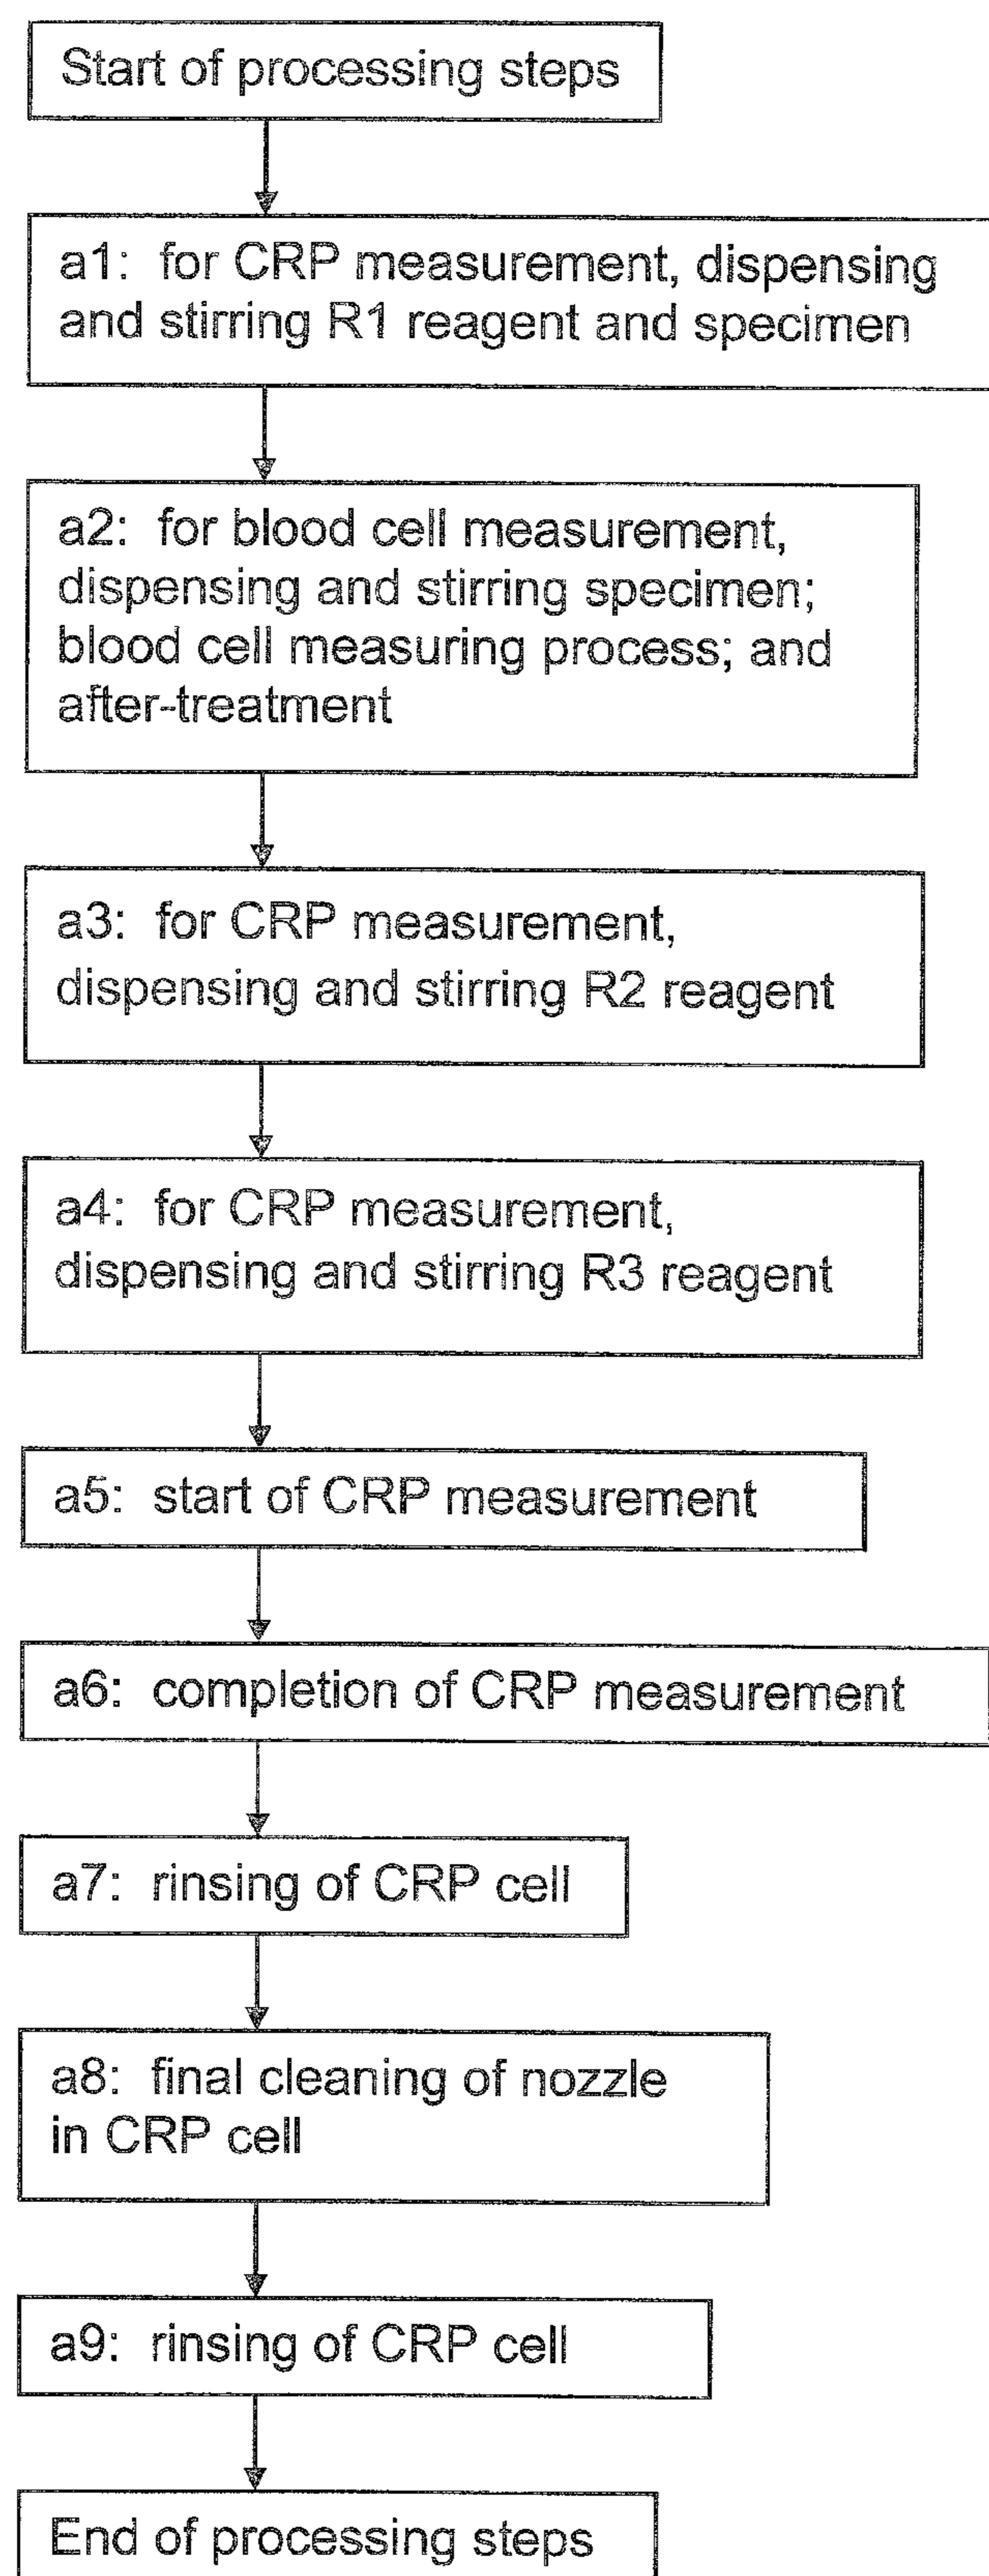 Start of processing steps
a1: for CRP measurement, dispensing
and stirring R1 reagent and specimen
a2: for blood cell measurement,
dispensing and stirring specimen;
blood cell measuring process; and
after-treatment
a3: for CRP measurement,
dispensing and stirring R2 reagent
a4: for CRP measurement,
dispensing and stirring R3 reagent
a5: start of CRP measurement
a6: completion of CRP measurement
a7: rinsing of CRP cell
a8: final cleaning of nozzle
in CRP cell
a9: rinsing of CRP cell
End of processing steps